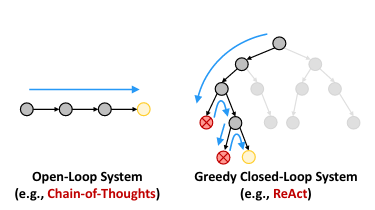 Open-Loop System
(e.g., Chain-of-Thoughts)
Greedy Closed-Loop System
(e.g., ReAct)